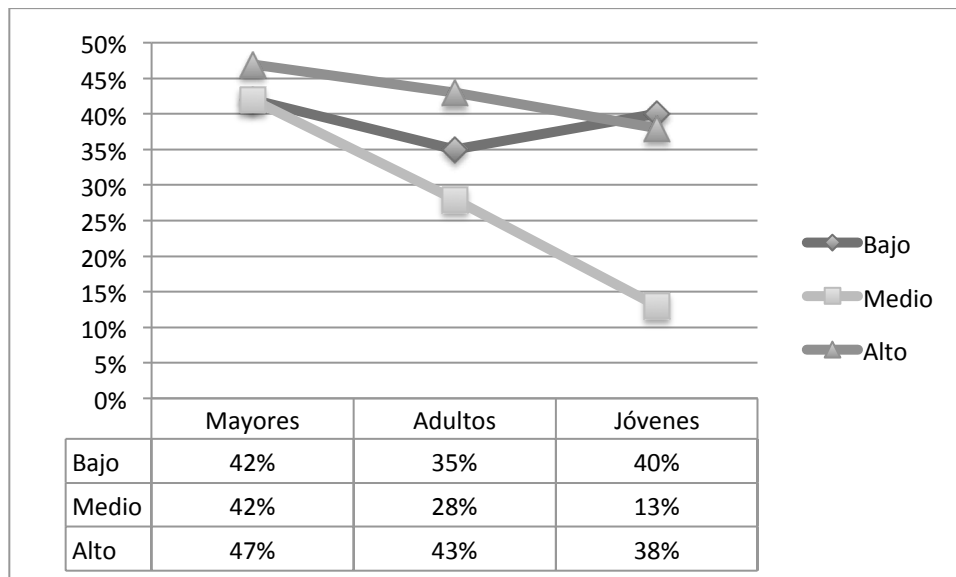 50%
45%
40%
35%
30%
25%
20%
15%
10%
5%
0%
Bajo
Medio
Alto
Mayores Adultos Jóvenes
Bajo 42% 35% 40%
Medio 42% 28% 13%
Alto 47% 43% 38%